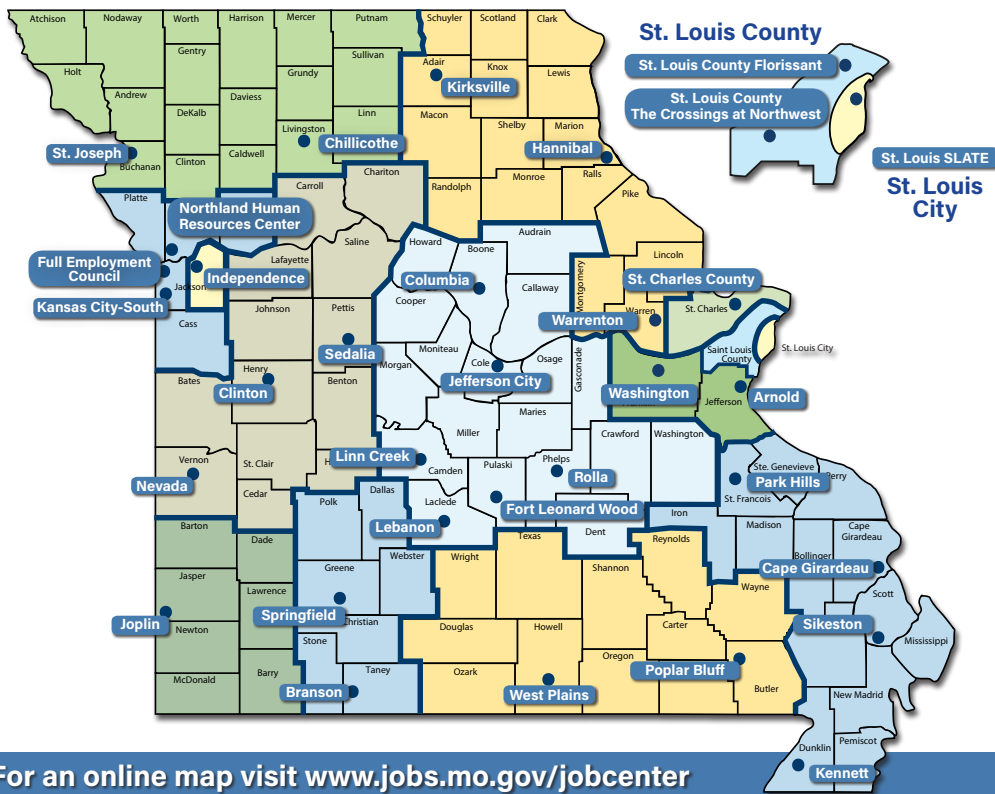 Atchison
Nodaway
Worth
Harrison
Mercer
Putnam
Schuyler
Scotland
Clark
St. Louis County
Gentry
Sullivan
Adair
Knox
Lewis
St. Louis County Florissant
Holt
Grundy
Kirksville
Andrew
DeKalb
Daviess
Linn
Macon
St. Louis County
The Crossings at Northwest
Livingston
Shelby
Marion
Chillicothe
Hannibal
St. Joseph
Buchanan
Clinton
Caldwell
St. Louis SLATE
St. Louis
City
Carroll
Chariton
Randolph
Monroe
Ralls
Pike
Platte
Northland Human
Resources Center
Saline
Howard
Boone
Audrain
Lincoln
Full Employment
Council
Lafayette
Independence
Jackson
Columbia
Callaway
Montgomery
St. Charles County
Kansas City-South
Johnson
Pettis
Cooper
Warren
St. Charles
Warrenton
Cass
Sedalia
Moniteau
Cole
Osage
Gasconade
Saint Louis
County
St. Louis City
Morgan
Henry
Bates
Benton
Jefferson City
Clinton
Washington
Jefferson
Arnold
Maries
Miller
Crawford
Washington
Vernon
St. Clair
Linn Creek
Camden
Pulaski
Phelps
Rolla
Ste. Genevieve
Perry
Park Hills
Nevada
Cedar
Dallas
Polk
Laclede
Fort Leonard Wood
St. Francois
Iron
Lebanon
Barton
Dade
Texas
Dent
Reynolds
Madison
Cape
Girardeau
Webster
Wright
Bollinger
Jasper
Greene
Shannon
Cape Girardeau
Wayne
Lawrence
Scott
Springfield
Christian
Joplin
Newton
Douglas
Howell
Carter
Sikeston
Mississippi
Stone
Taney
Ozark
Oregon
Poplar Bluff
McDonald
Barry
Branson
West Plains
Butler
New Madrid
Dunklin
Pemiscot
Kennett
For an online map visit www.jobs.mo.gov/jobcenter